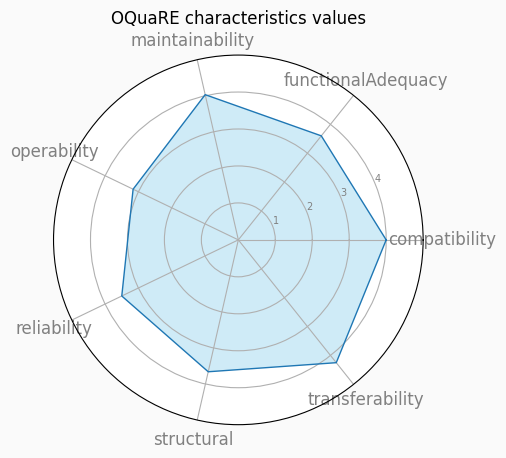 OQuaRE characteristics values
maintainability
functionalAdequacy
operability
4
3
2
1
compatibility
reliability
transferability
structural